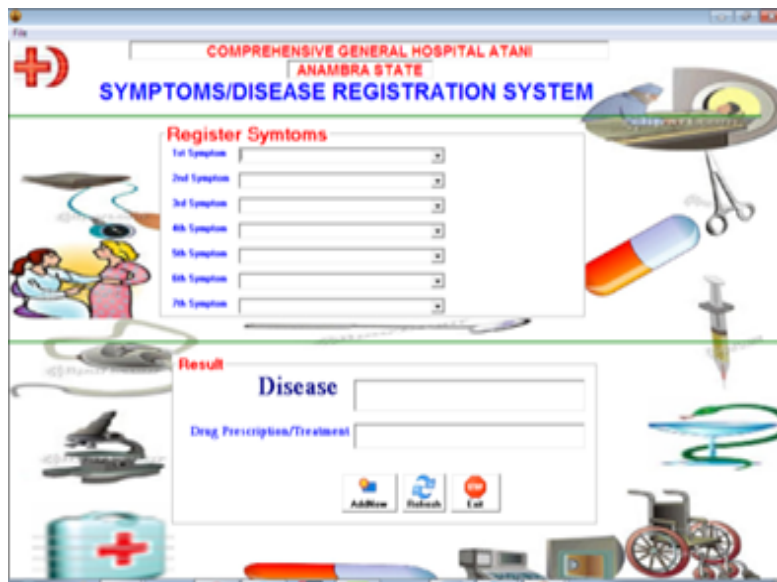 File
COMPREHENSIVE GENERAL HOSPITAL ATANI
ANAMBRA STATE
SYMPTOMS/DISEASE REGISTRATION SYSTEM
Register Symtoms
1st Symptom
2nd Symptom
3rd Symptom
4th Symptom
5th Symptom
6th Symptom
7th Symptom
Result
Disease
Drug Prescription/Treatment
AddNew Refresh Exit